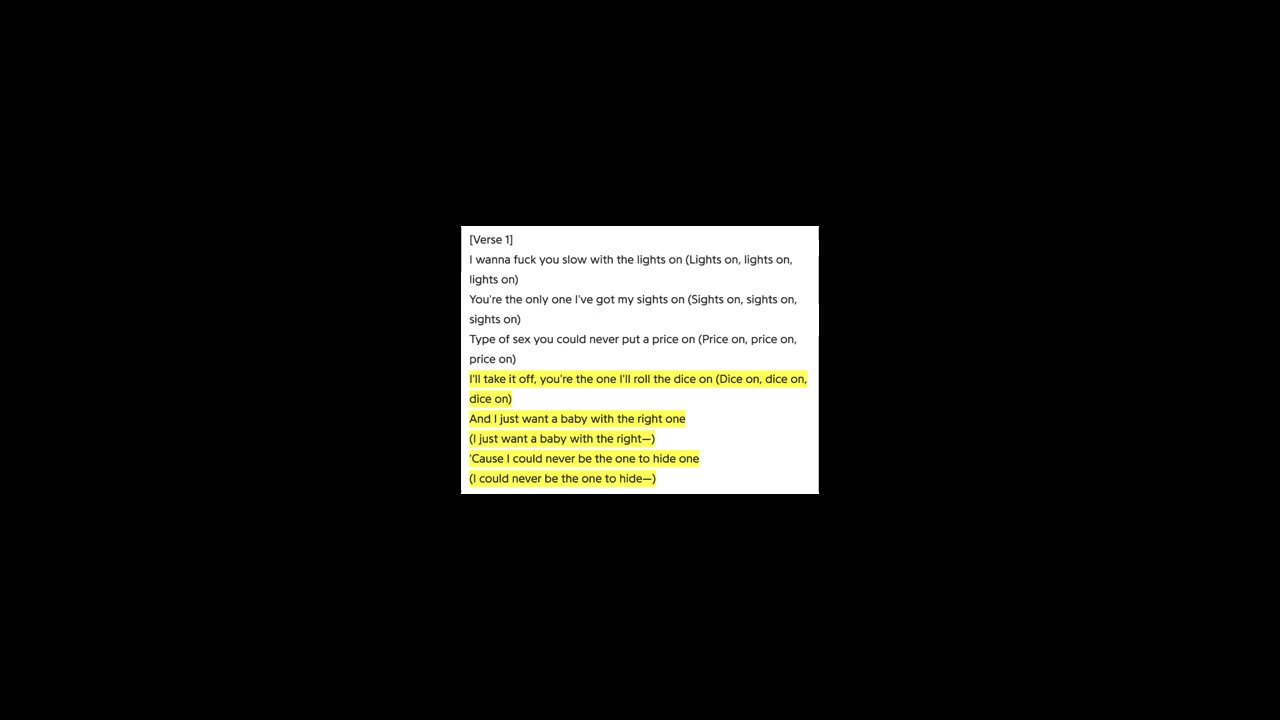 [Verse 1]
I wanna fuck you slow with the lights on (Lights on, lights on,
lights on)
You're the only one I've got my sights on (Sights on, sights on,
sights on)
Type of sex you could never put a price on (Price on, price on,
price on)
I'll take it off, you're the one I'll roll the dice on (Dice on, dice on,
dice on)
And I just want a baby with the right one
(I just want a baby with the right—)
'Cause I could never be the one to hide one
(I could never be the one to hide—)